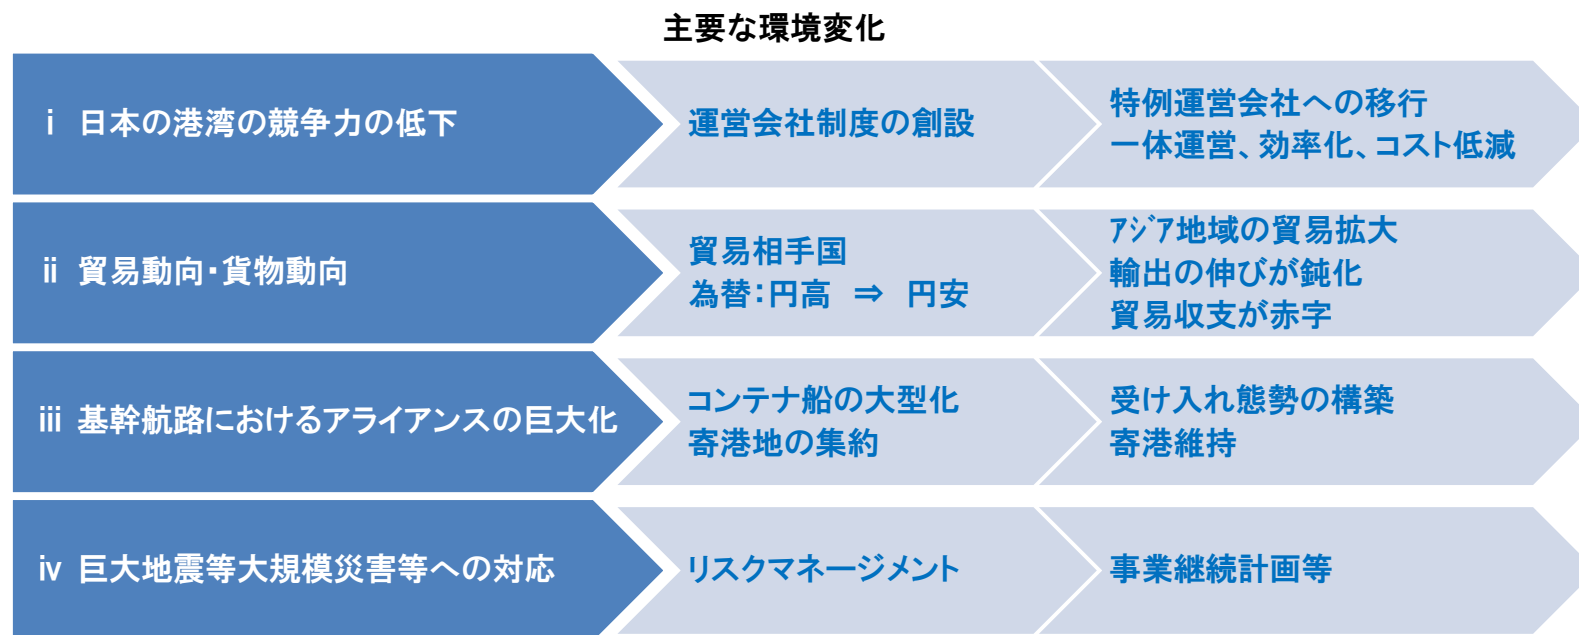 主要な環境変化
ⅰ 日本の港湾の競争力の低下
運営会社制度の創設
特例運営会社への移行
一体運営、効率化、コスト低減
ⅱ 貿易動向・貨物動向
貿易相手国
為替：円高 ⇒ 円安
ｱｼﾞｱ地域の貿易拡大
輸出の伸びが鈍化
貿易収支が赤字
ⅲ 基幹航路におけるアライアンスの巨大化
コンテナ船の大型化
寄港地の集約
受け入れ態勢の構築
寄港維持
ⅳ 巨大地震等大規模災害等への対応
リスクマネージメント
事業継続計画等